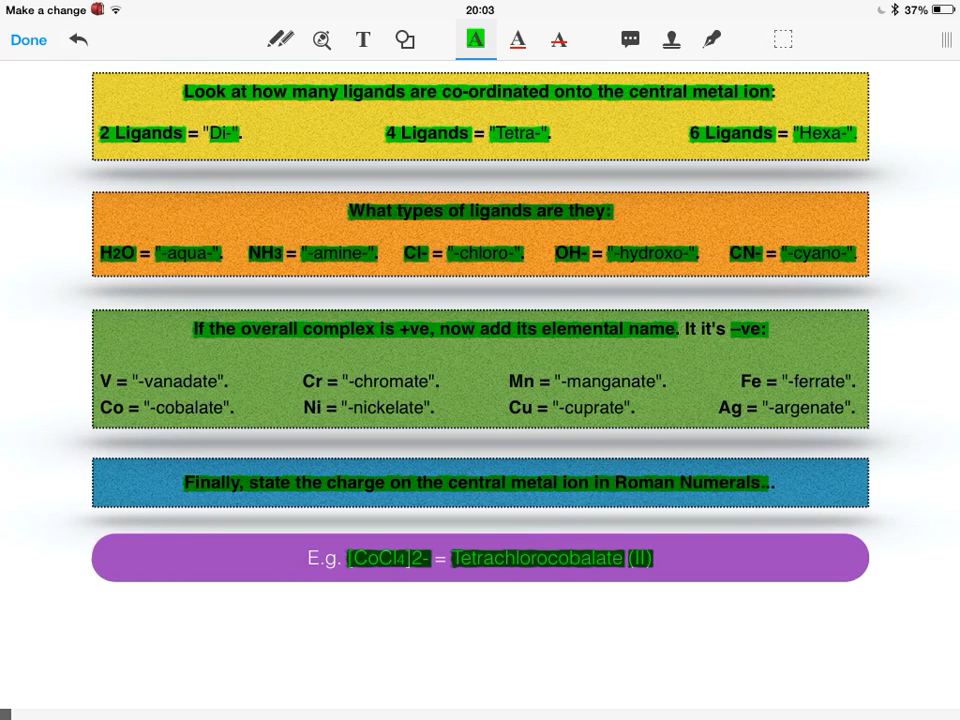 Make a change 20:03 37%
Done T A A A
Look at how many ligands are co-ordinated onto the central metal ion:
2 Ligands = "Di-". 4 Ligands = "Tetra-". 6 Ligands = "Hexa-".
What types of ligands are they:
H2O = "-aqua-". NH3 = "-amine-". Cl- = "-chloro-". OH- = "-hydroxo-". CN- = "-cyano-".
If the overall complex is +ve, now add its elemental name. It it's –ve:
V = "-vanadate". Cr = "-chromate". Mn = "-manganate". Fe = "-ferrate".
Co = "-cobalate". Ni = "-nickelate". Cu = "-cuprate". Ag = "-argenate".
Finally, state the charge on the central metal ion in Roman Numerals...
E.g. [CoCl4]2- = Tetrachlorocobalate (II)